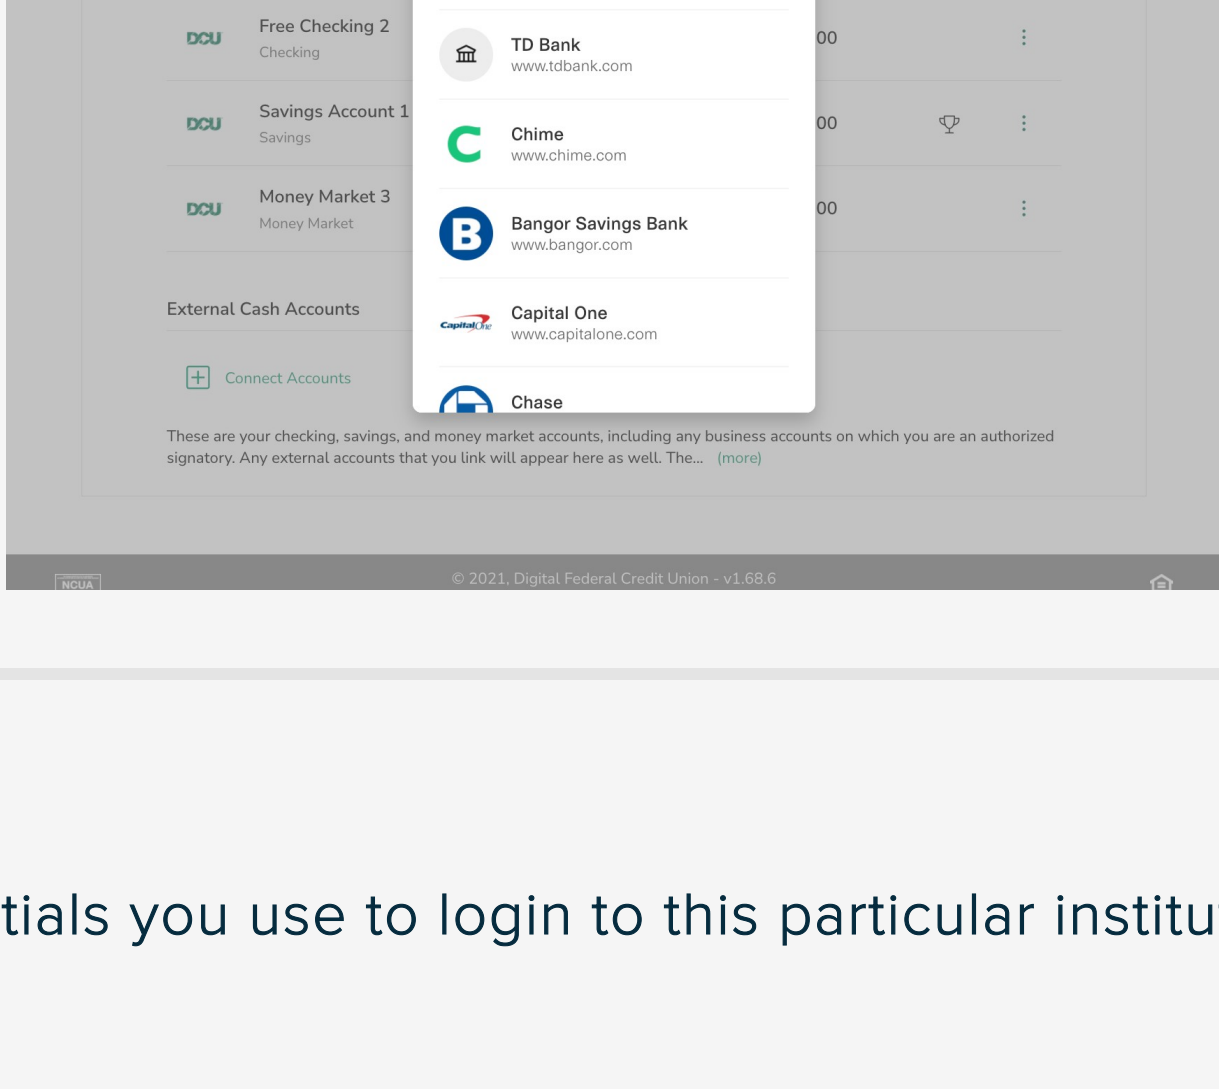 DCU
Free Checking 2
Checking
00
DCU
Savings Account 1
Savings
00
DCU
Money Market 3
Money Market
00
External Cash Accounts
Connect Accounts
TD Bank
www.tdbank.com
C
Chime
www.chime.com
B
Bangor Savings Bank
www.bangor.com
CapitalOne
Capital One
www.capitalone.com
Chase
These are your checking, savings, and money market accounts, including any business accounts on which you are an authorized
signatory. Any external accounts that you link will appear here as well. The... (more)
NCUA
© 2021, Digital Federal Credit Union - v1.68.6
tials you use to login to this particular institu